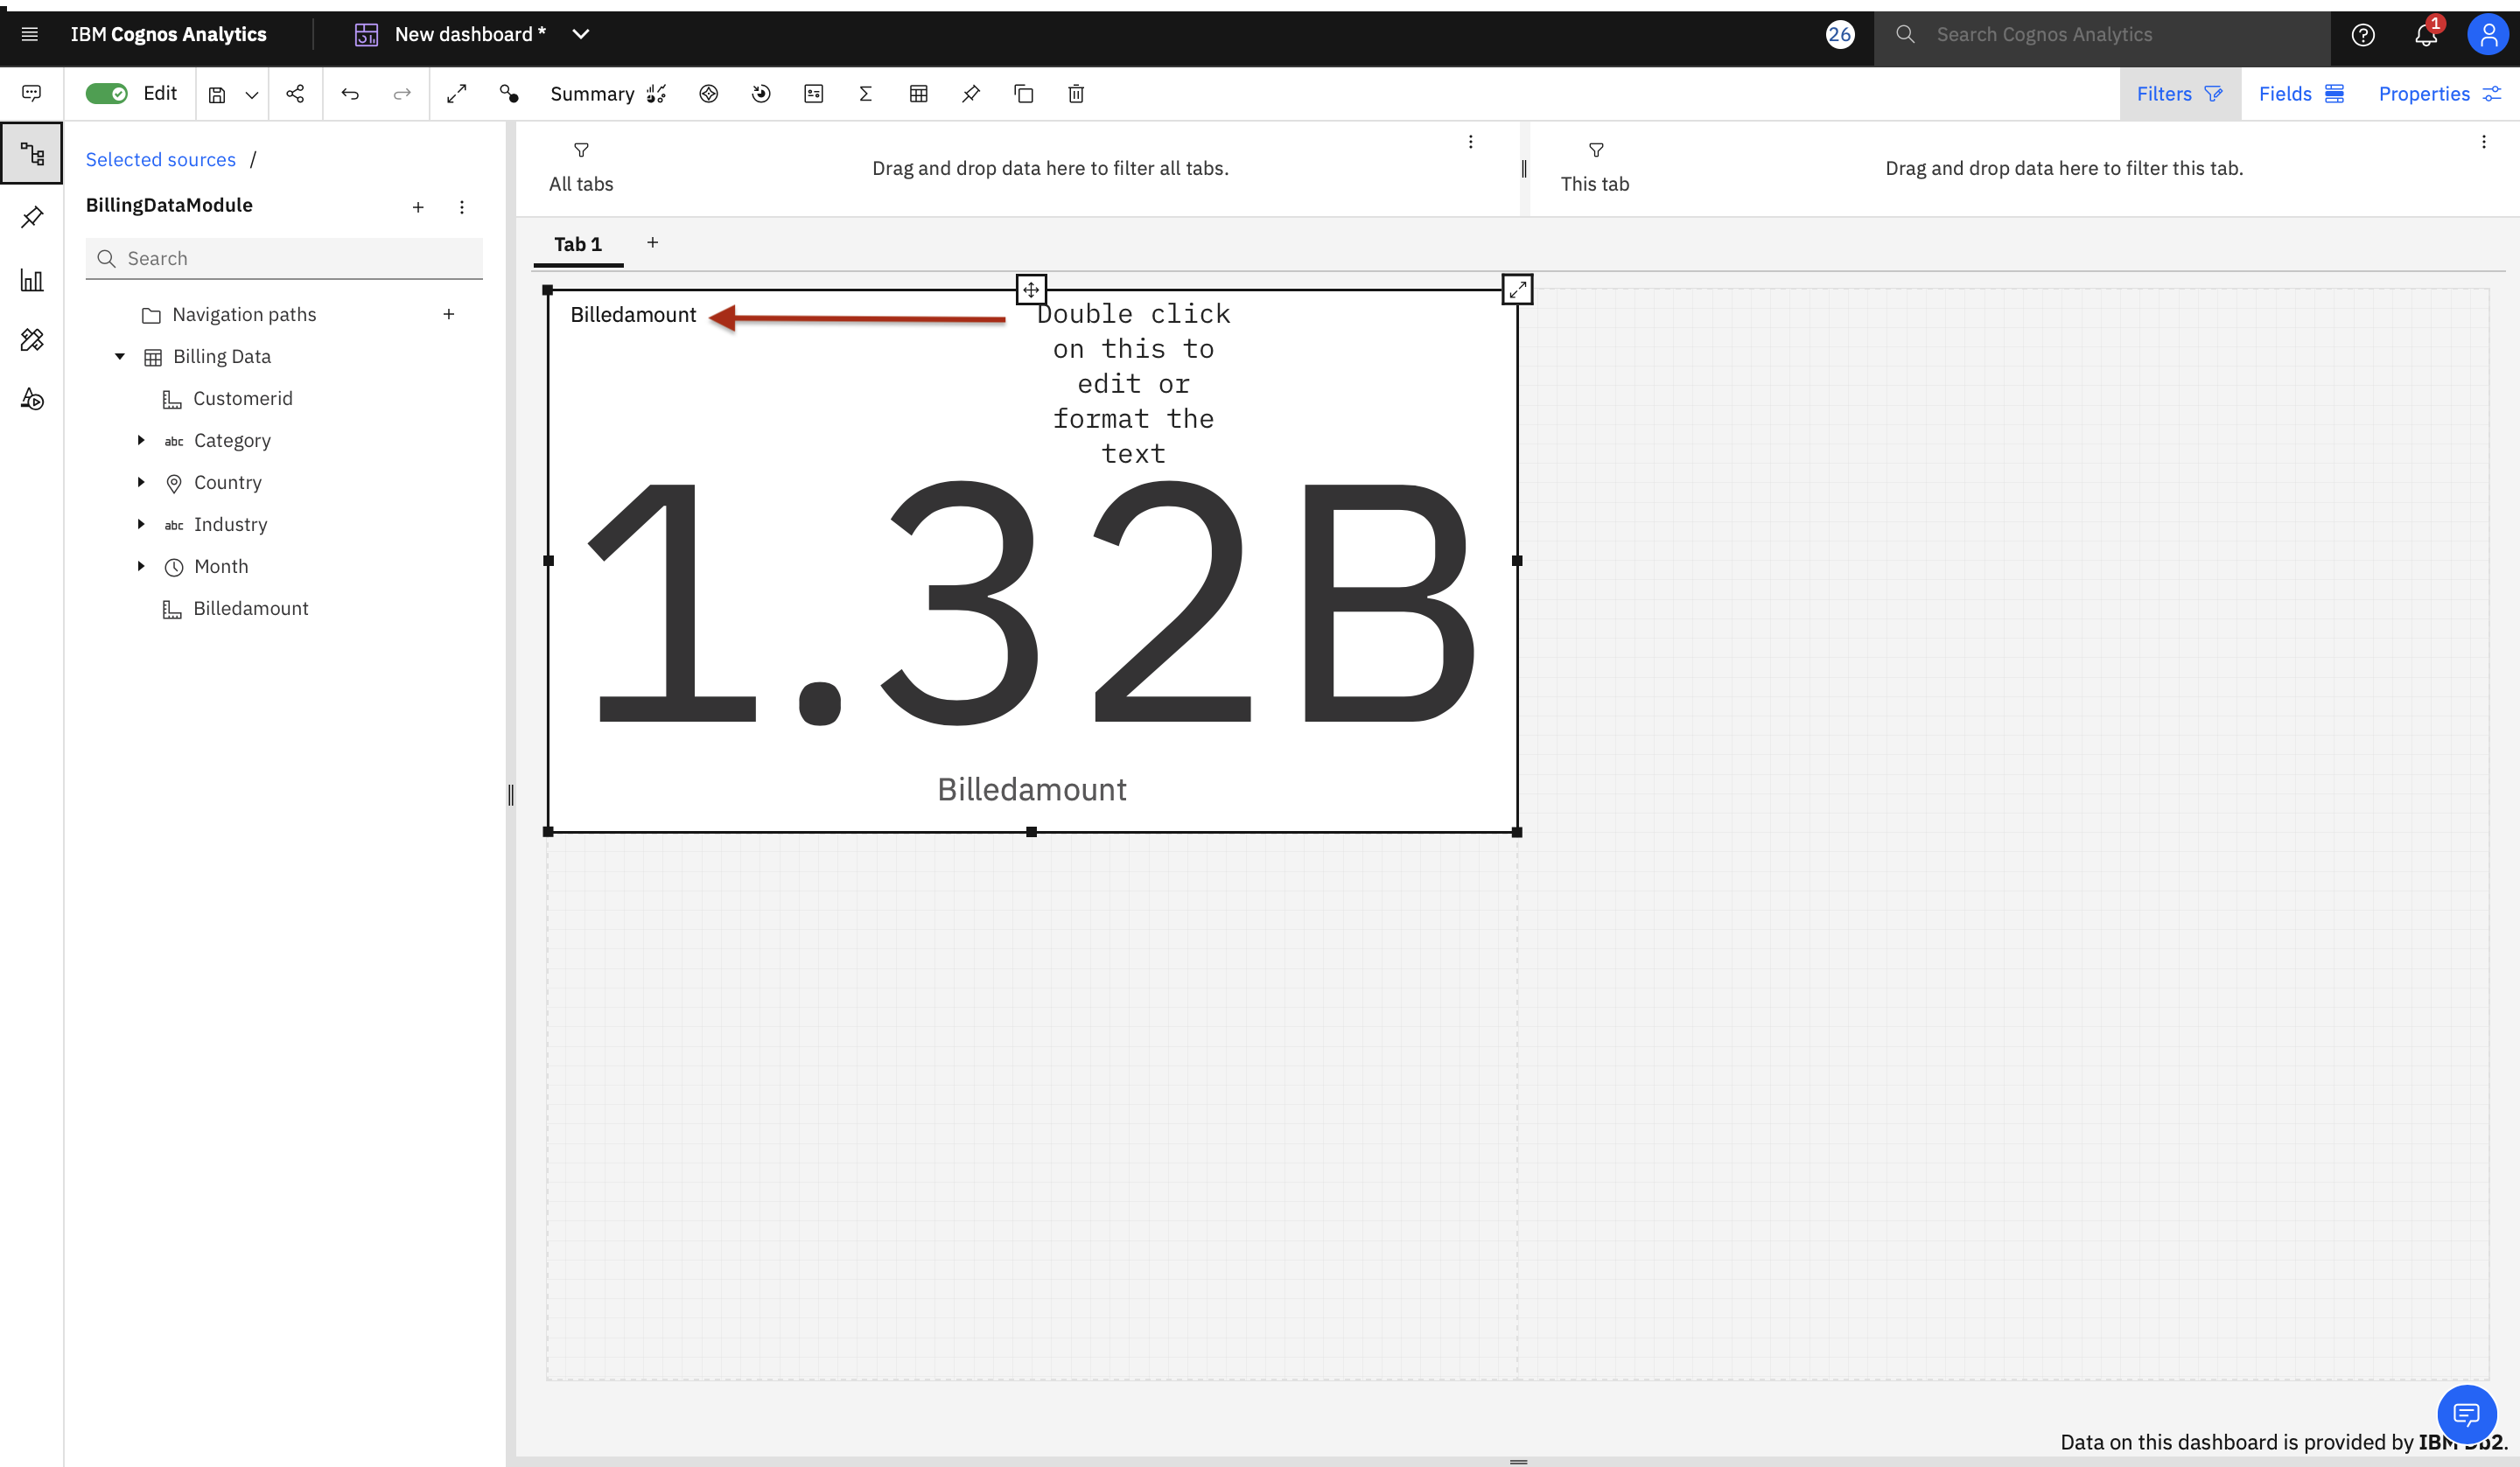 IBM Cognos Analytics
New dashboard *
26
Search Cognos Analytics
1
Edit
Summary
Filters
Fields
Properties
Selected sources /
BillingDataModule
Search
Navigation paths
Billing Data
Customerid
abc Category
Country
abc Industry
Month
Billedamount
All tabs
Drag and drop data here to filter all tabs.
This tab
Drag and drop data here to filter this tab.
Tab 1
Billedamount
Double click
on this to
edit or
format the
text
1.32B
Billedamount
Data on this dashboard is provided by IBM Db2.